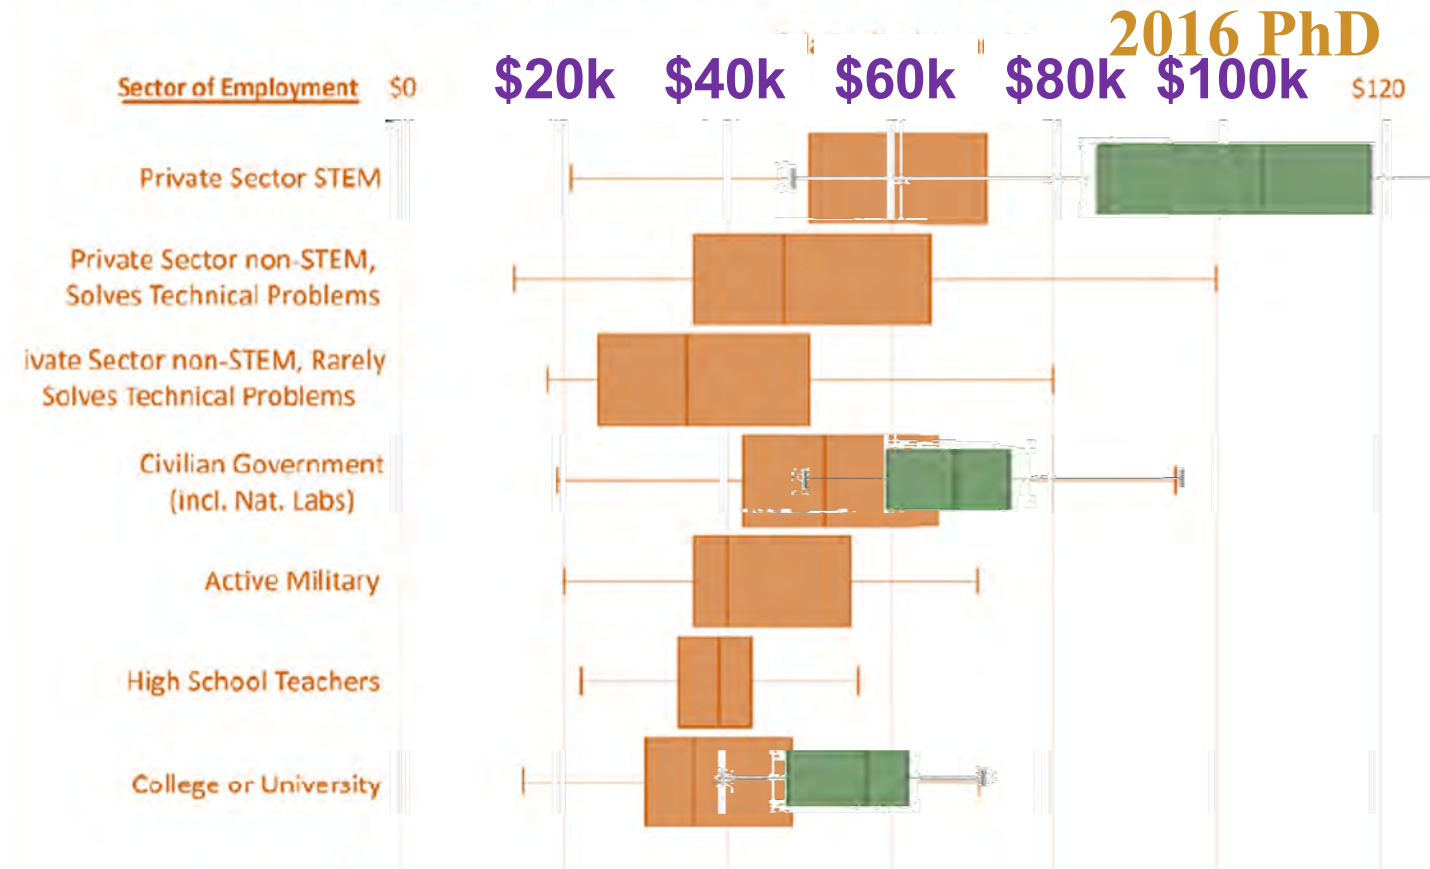 2016 PhD
Sector of Employment $0 $20k $40k $60k $80k $100k $120
Private Sector STEM
Private Sector non-STEM,
Solves Technical Problems
ivate Sector non-STEM, Rarely
Solves Technical Problems
Civilian Government
(incl. Nat. Labs)
Active Military
High School Teachers
College or University